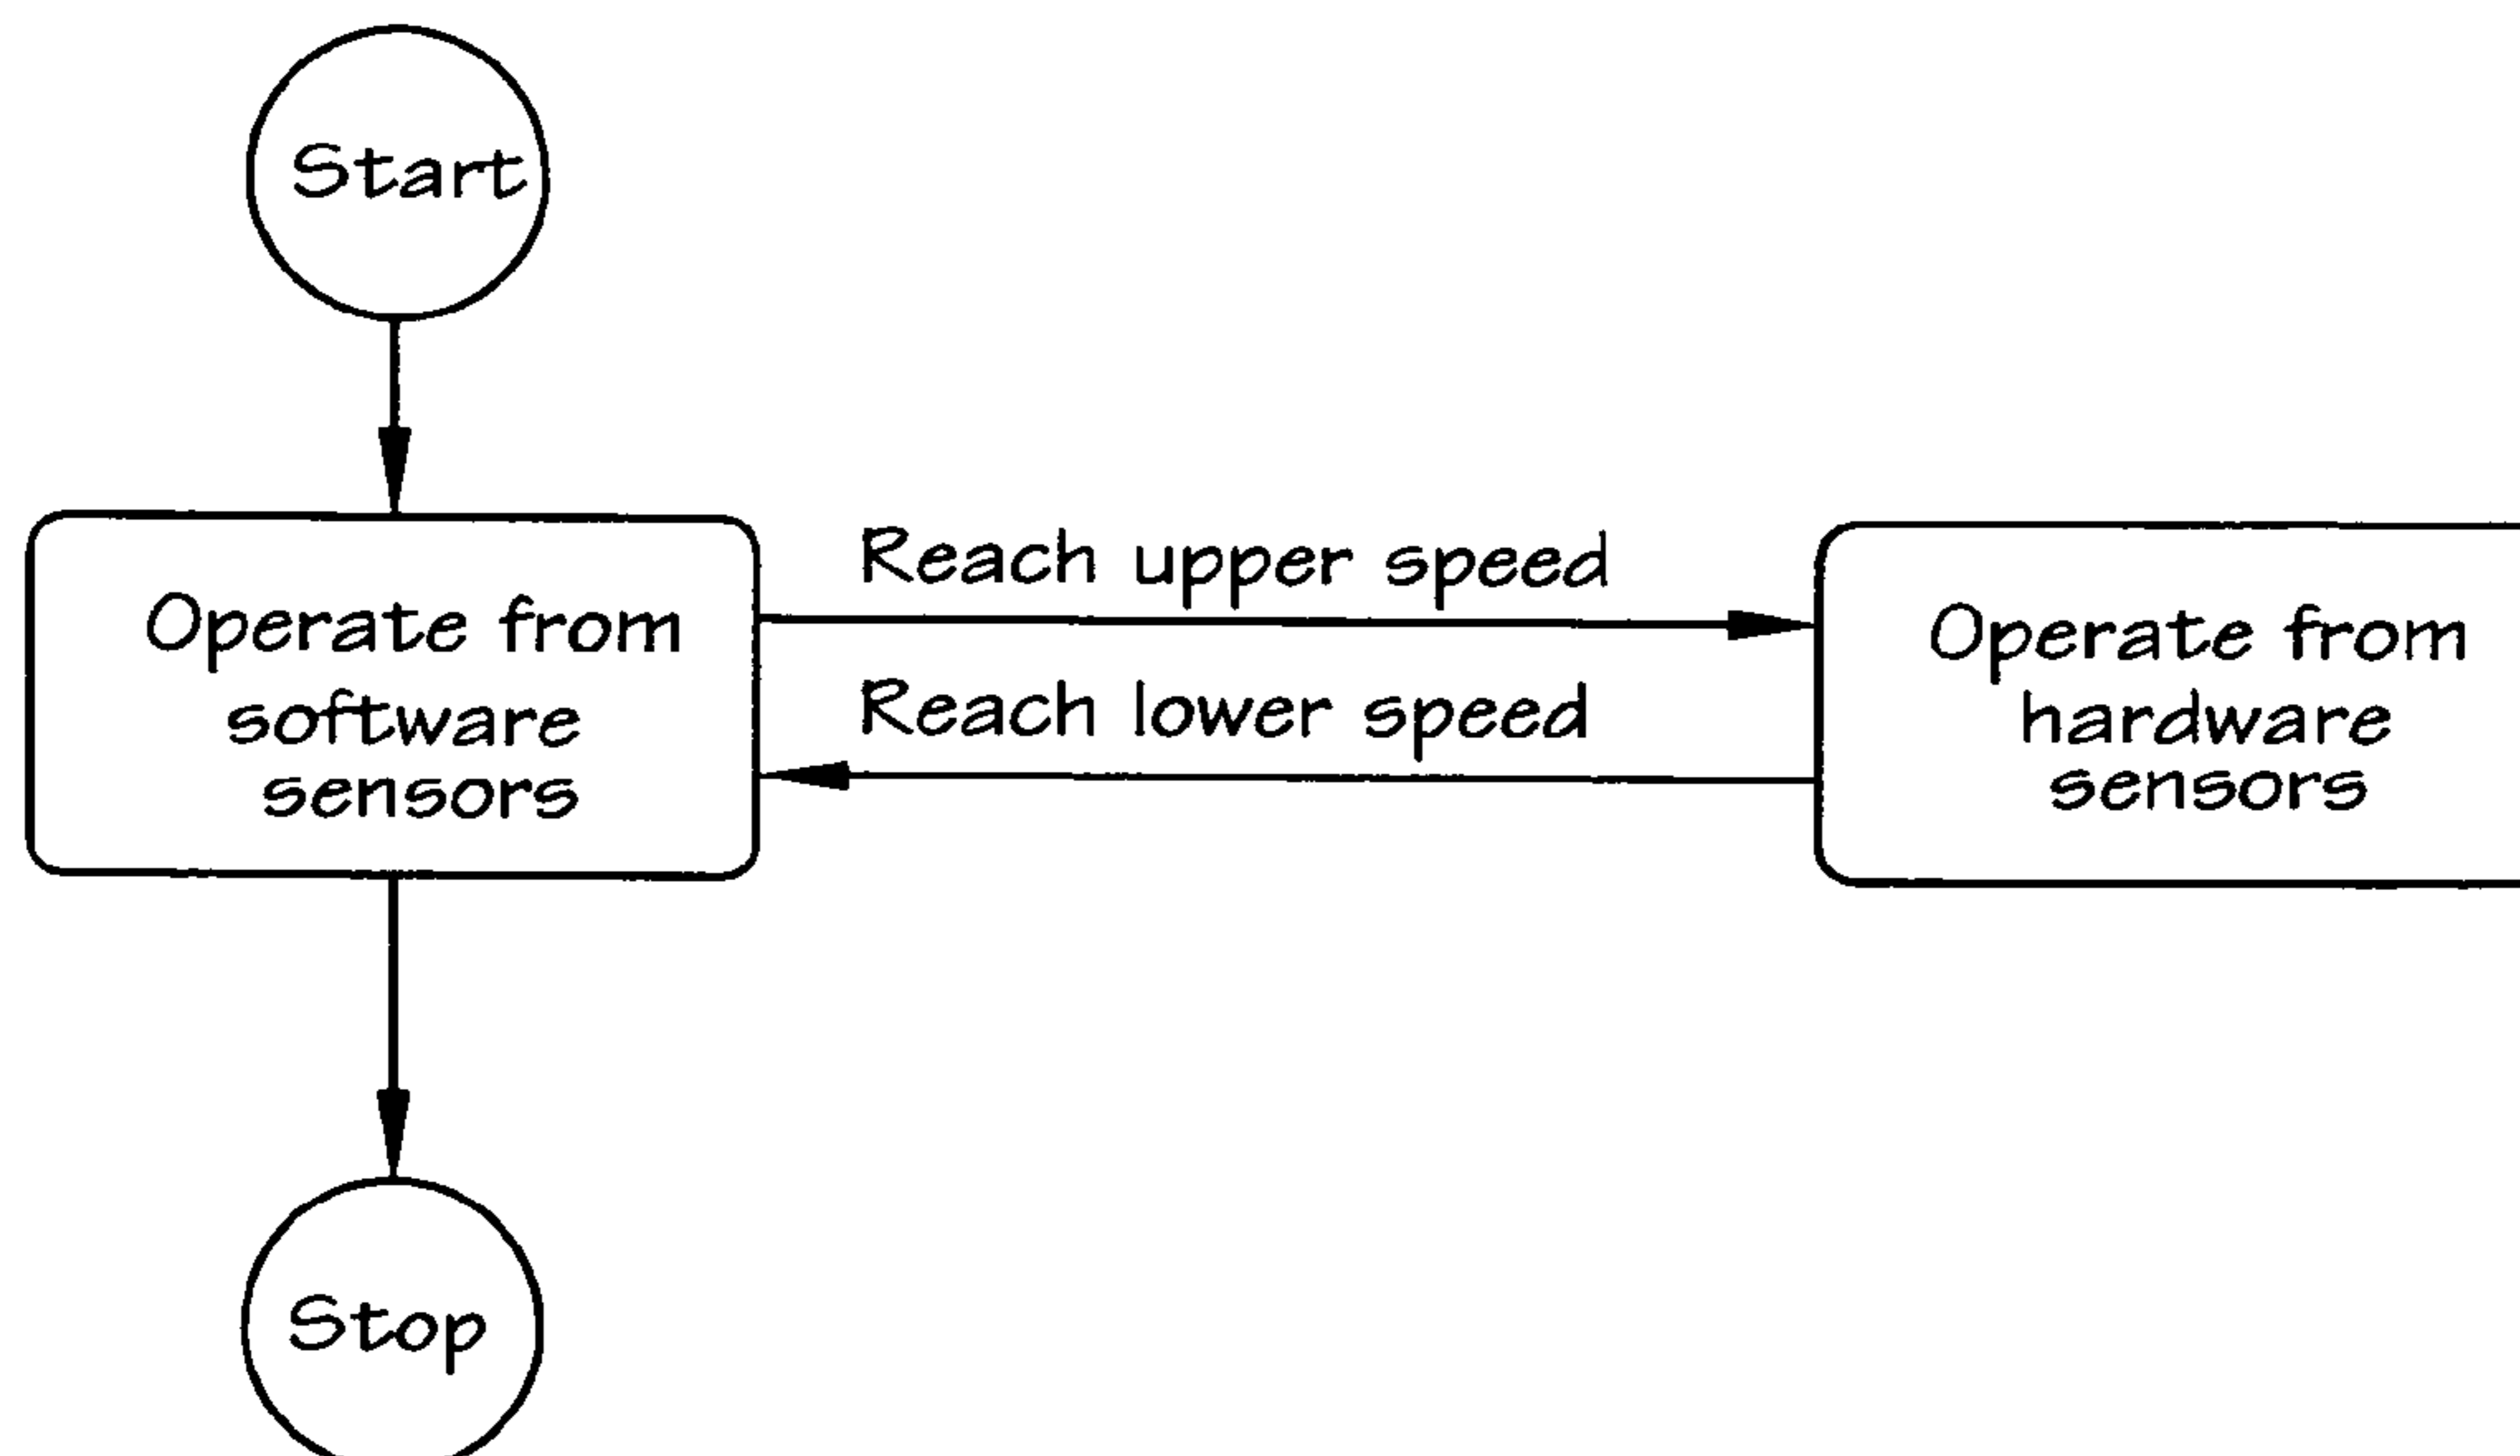 Start
Operate from
software
sensors
Reach upper speed
Reach lower speed
Operate from
hardware
sensors
Stop